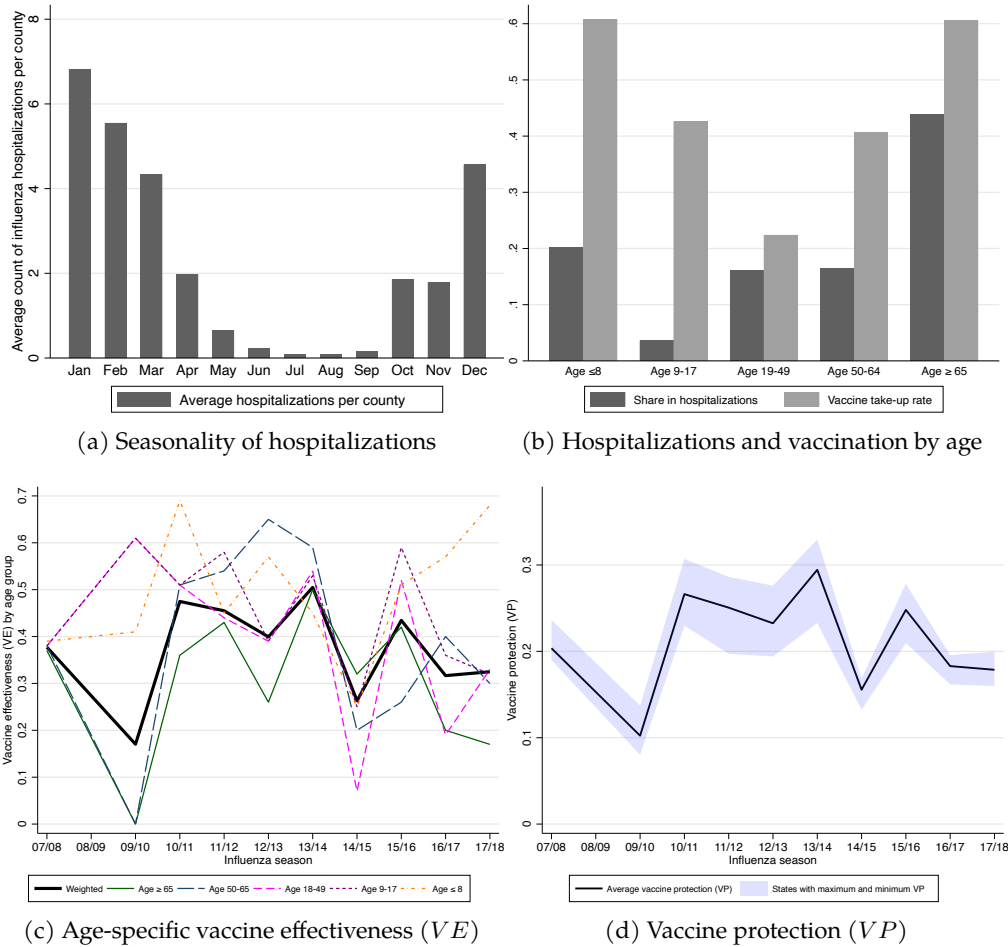 Average count of influenza hospitalizations per county
8
6
4
2
0
Jan Feb Mar Apr May Jun Jul Aug Sep Oct Nov Dec
Average hospitalizations per county
(a) Seasonality of hospitalizations
.6
.5
.4
.3
.2
.1
0
Age ≤8 Age 9-17 Age 19-49 Age 50-64 Age ≥ 65
Share in hospitalizations Vaccine take-up rate
(b) Hospitalizations and vaccination by age
Vaccine effectiveness (VE) by age group
0.7
0.6
0.5
0.4
0.3
0.2
0.1
0
07/08 08/09 09/10 10/11 11/12 12/13 13/14 14/15 15/16 16/17 17/18
Influenza season
Weighted Age ≥ 65 Age 50-65 Age 18-49 Age 9-17 Age ≤ 8
(c) Age-specific vaccine effectiveness (VE)
Vaccine protection (VP)
0.3
0.2
0.1
0
07/08 08/09 09/10 10/11 11/12 12/13 13/14 14/15 15/16 16/17 17/18
Influenza season
Average vaccine protection (VP) States with maximum and minimum VP
(d) Vaccine protection (VP)